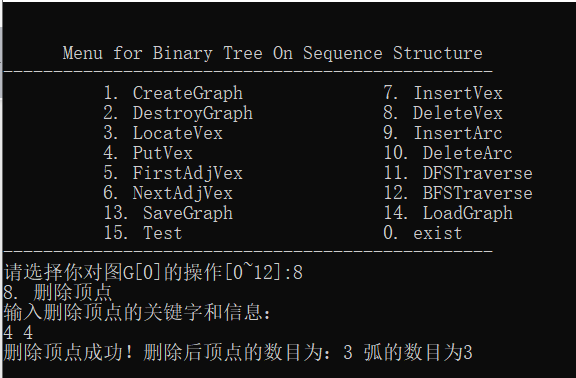 Menu for Binary Tree On Sequence Structure
-------------------------------------------------
1. CreateGraph 7. InsertVex
2. DestroyGraph 8. DeleteVex
3. LocateVex 9. InsertArc
4. PutVex 10. DeleteArc
5. FirstAdjVex 11. DFSTraverse
6. NextAdjVex 12. BFSTraverse
13. SaveGraph 14. LoadGraph
15. Test 0. exist
-------------------------------------------------
请选择你对图G[0]的操作[0~12]:8
8. 删除顶点
输入删除顶点的关键字和信息:
4 4
删除顶点成功! 删除后顶点的数目为: 3 弧的数目为3